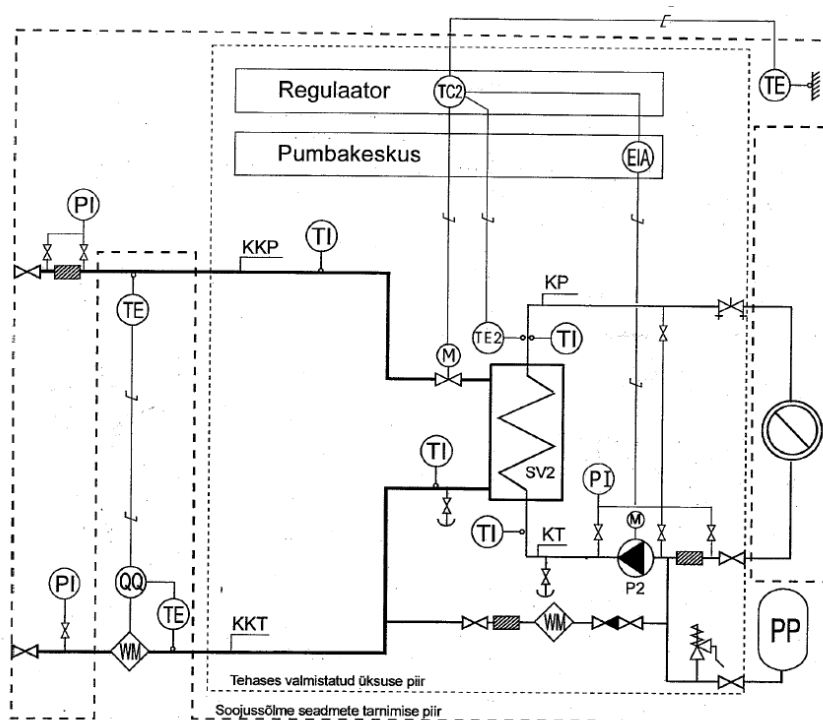 TE
Regulaator
TC2
Pumbakeskus
EIA
PI
TI
KKP
KP
TE
TE2
TI
M
TI
SV2
PI
TI
KT
M
P2
PI
QQ
TE
KKT
WM
WM
PP
Tehases valmistatud üksuse piir
Soojussõlme seadmete tarnimise piir